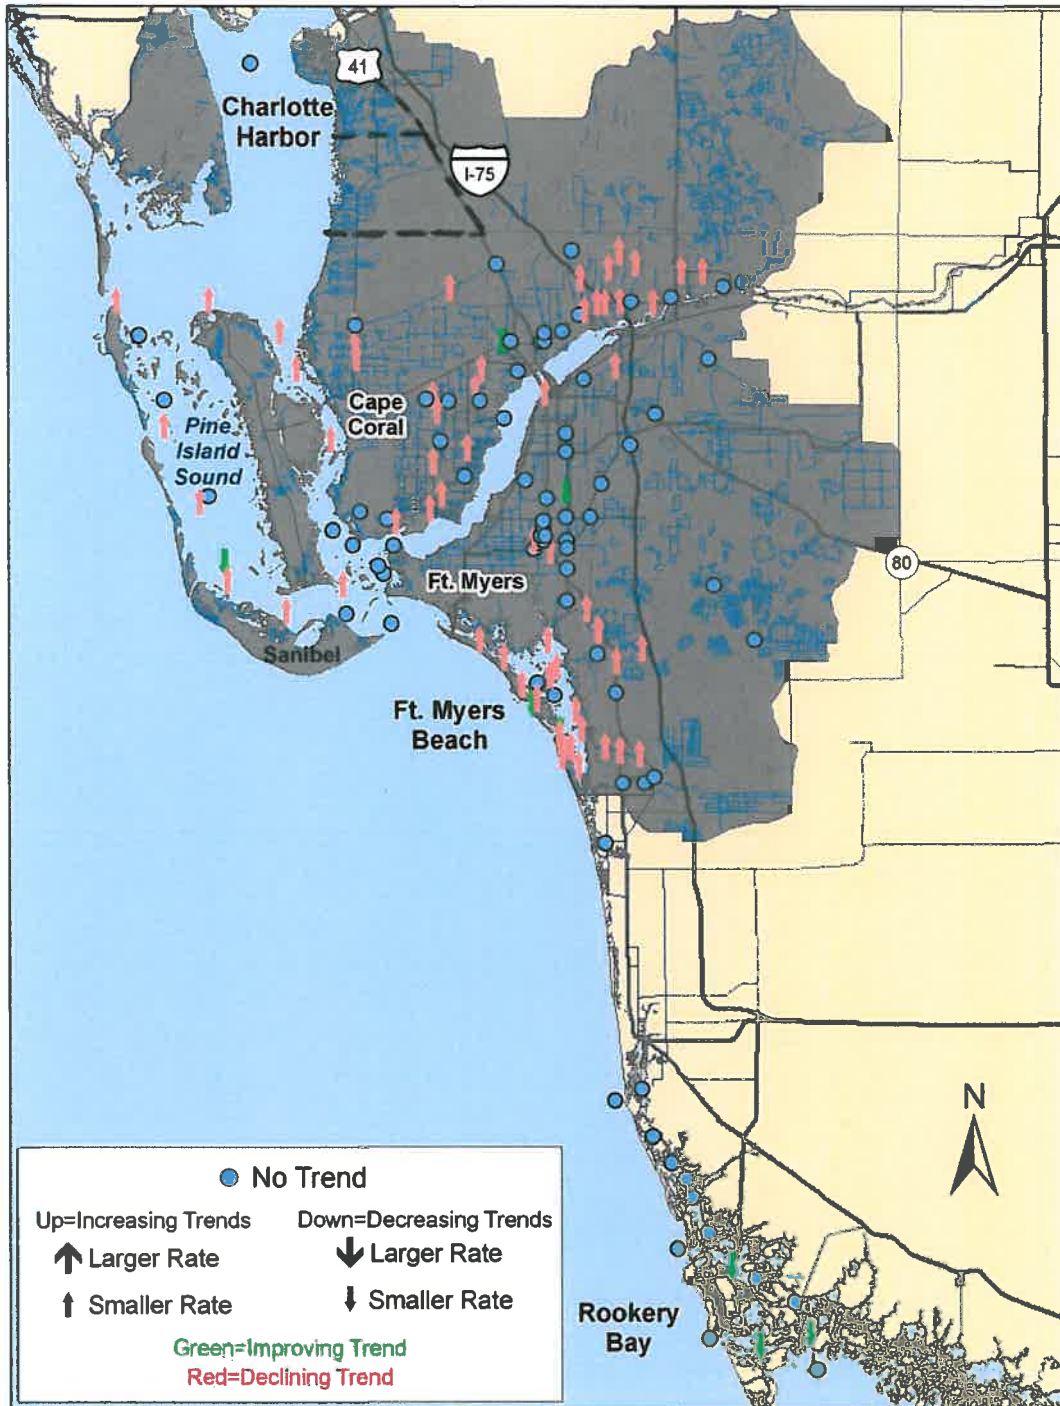 41
Charlotte
Harbor
I-75
Cape
Coral
Pine
Island
Sound
80
Ft. Myers
Sanibel
Ft. Myers
Beach
N
No Trend
Up=Increasing Trends
Down=Decreasing Trends
Larger Rate
Larger Rate
Smaller Rate
Smaller Rate
Green=Improving Trend
Red=Declining Trend
Rookery
Bay